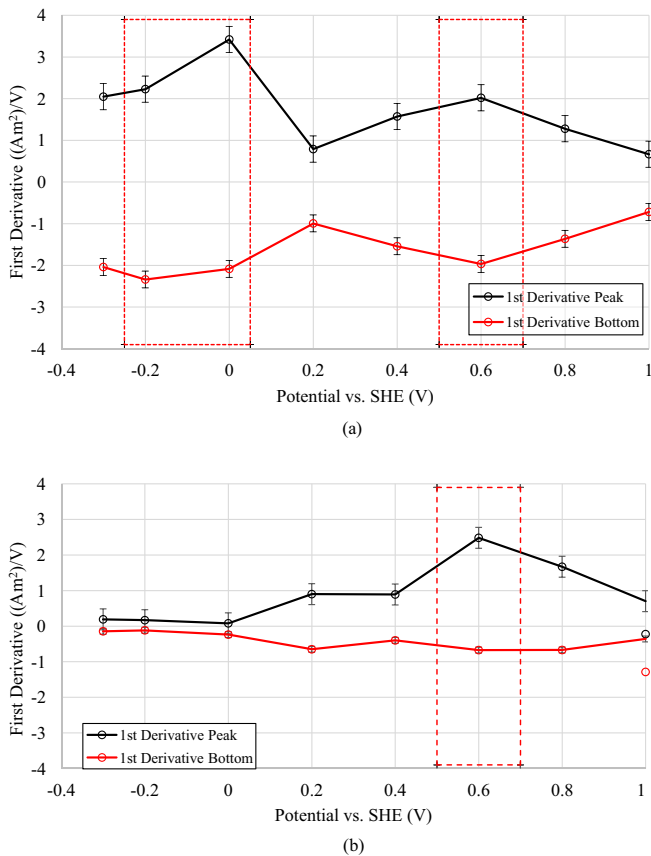 4
3
2
1
0
-1
-2
-3
-4
First Derivative ((Am²)/V)
1st Derivative Peak
1st Derivative Bottom
-0.4 -0.2 0 0.2 0.4 0.6 0.8 1
Potential vs. SHE (V)
(a)
4
3
2
1
0
-1
-2
-3
-4
First Derivative ((Am²)/V)
1st Derivative Peak
1st Derivative Bottom
-0.4 -0.2 0 0.2 0.4 0.6 0.8 1
Potential vs. SHE (V)
(b)